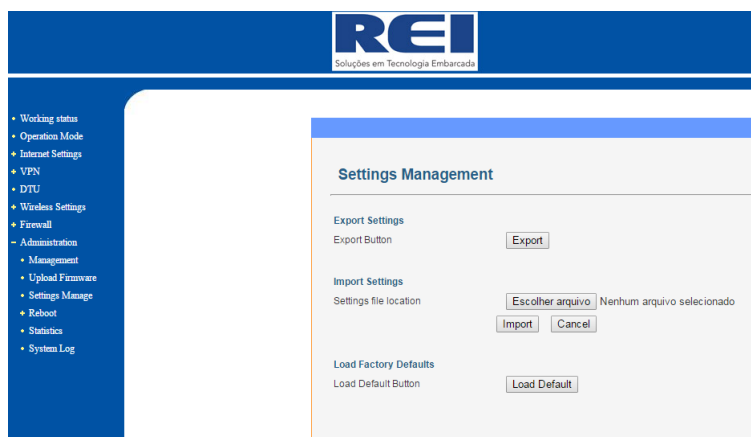 REI
Soluções em Tecnologia Embarcada
Working status
Operation Mode
Internet Settings
VPN
DTU
Wireless Settings
Firewall
Administration
Management
Upload Firmware
Settings Manage
Reboot
Statistics
System Log
Settings Management
Export Settings
Export Button Export
Import Settings
Settings file location Escolher arquivo Nenhum arquivo selecionado
Import Cancel
Load Factory Defaults
Load Default Button Load Default